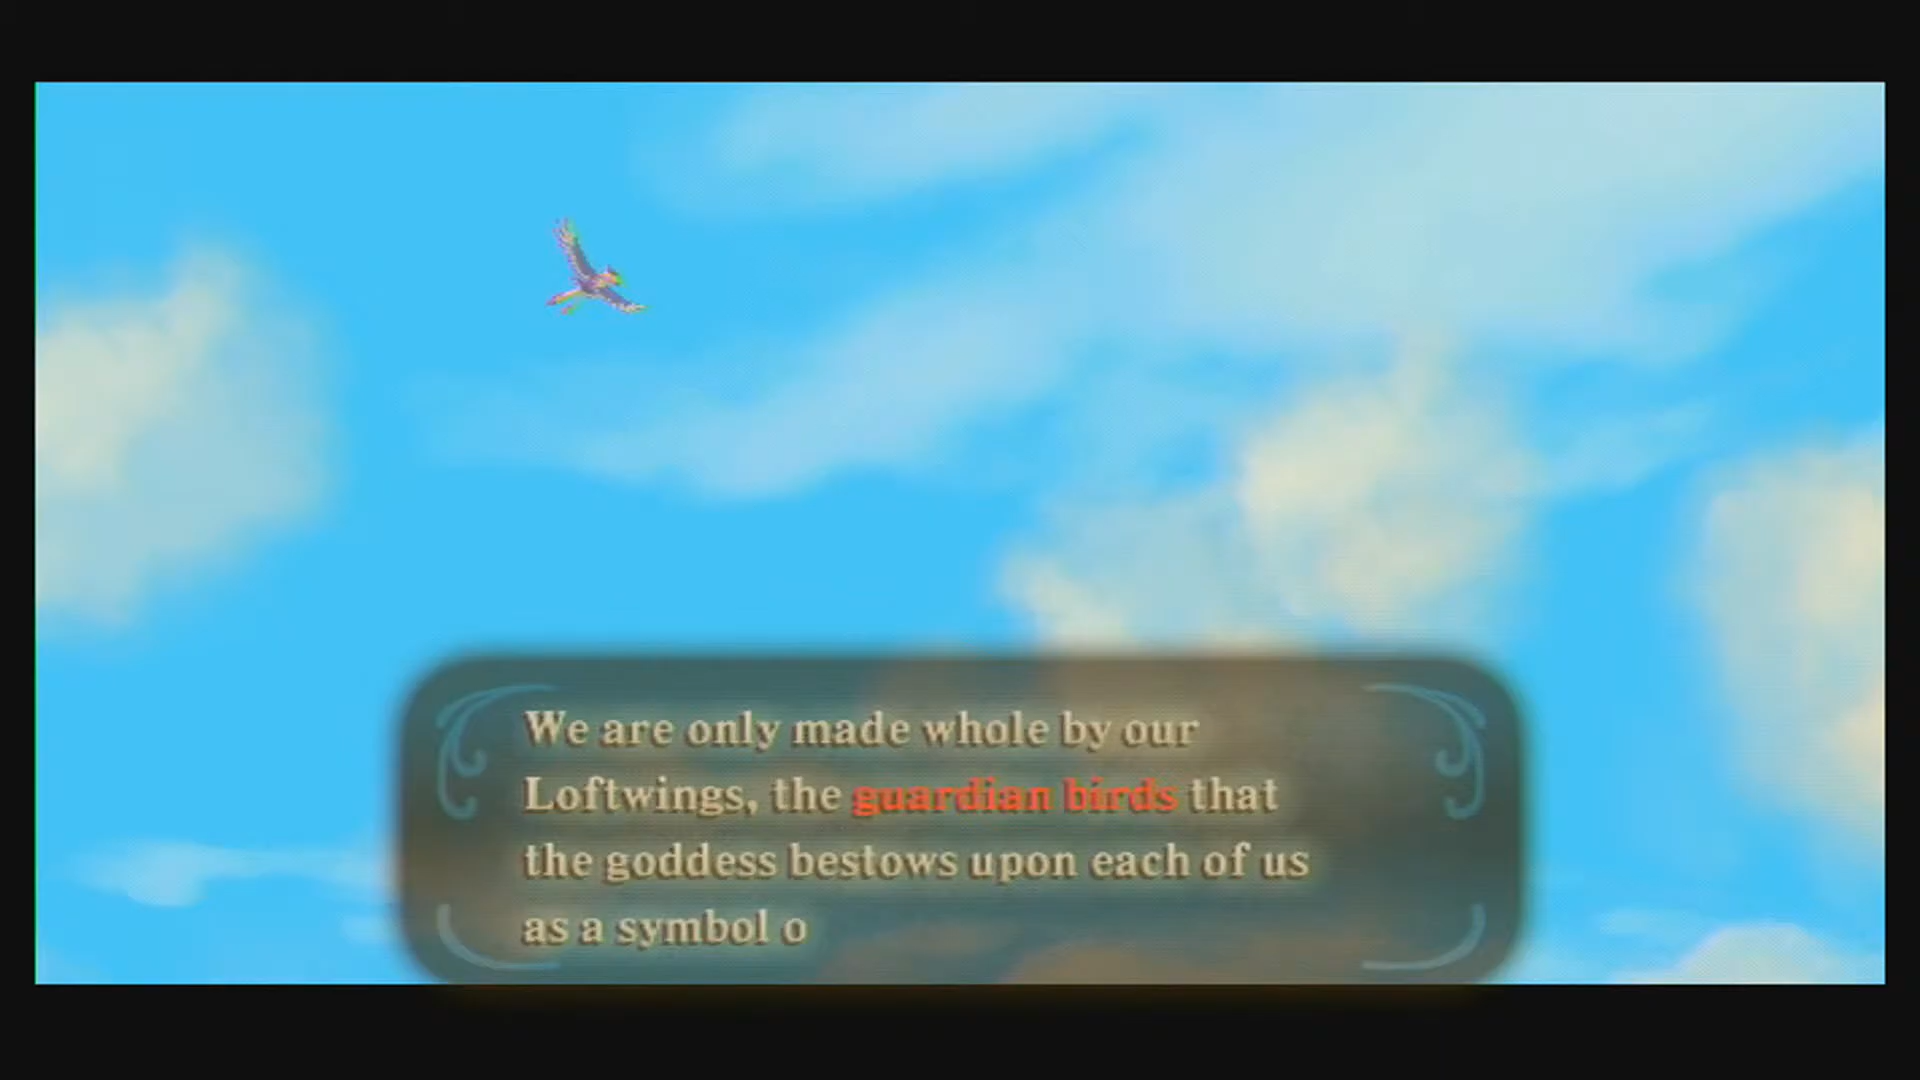 We are only made whole by our
Loftwings, the guardian birds that
the goddess bestows upon each of us
as a symbol o